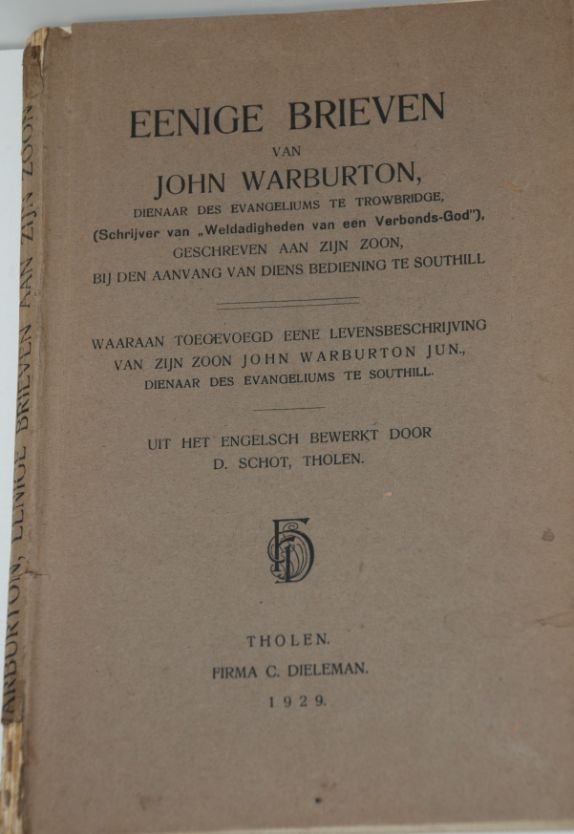 EENIGE BRIEVEN
VAN
JOHN WARBURTON,
DIENAAR DES EVANGELIUMS TE TROWBRIDGE,
(Schrijver van „Weldadigheden van een Verbonds-God"),
GESCHREVEN AAN ZIJN ZOON,
BIJ DEN AANVANG VAN DIENS BEDIENING TE SOUTHILL
WAARAAN TOEGEVOEGD EENE LEVENSBESCHRIJVING
VAN ZIJN ZOON JOHN WARBURTON JUN.,
DIENAAR DES EVANGELIUMS TE SOUTHILL.
UIT HET ENGELSCH BEWERKT DOOR
D. SCHOT, THOLEN.
THOLEN.
FIRMA C. DIELEMAN.
1929.
ARBURTON, EENIGE BRIEVEN AAN ZIJN ZOON